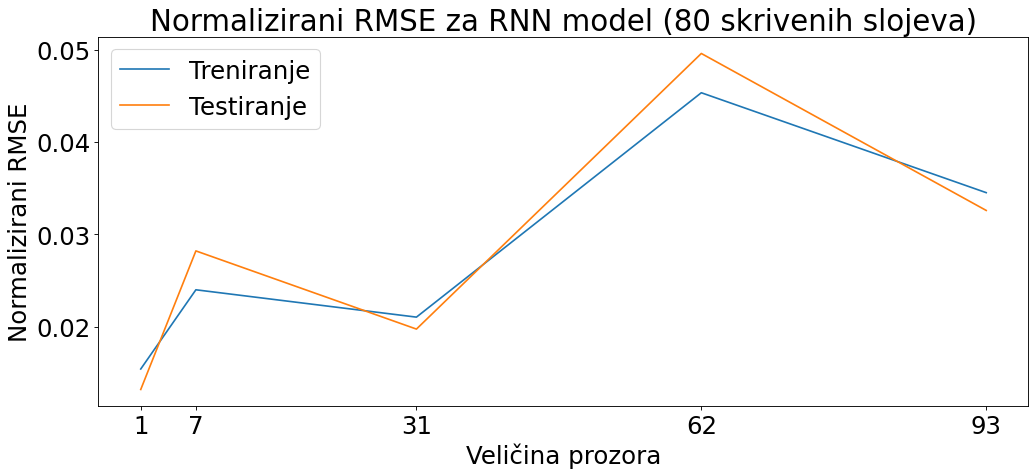 Normalizirani RMSE za RNN model (80 skrivenih slojeva)
Treniranje
Testiranje
Normalizirani RMSE
0.05
0.04
0.03
0.02
1 7 31 62 93
Veličina prozora